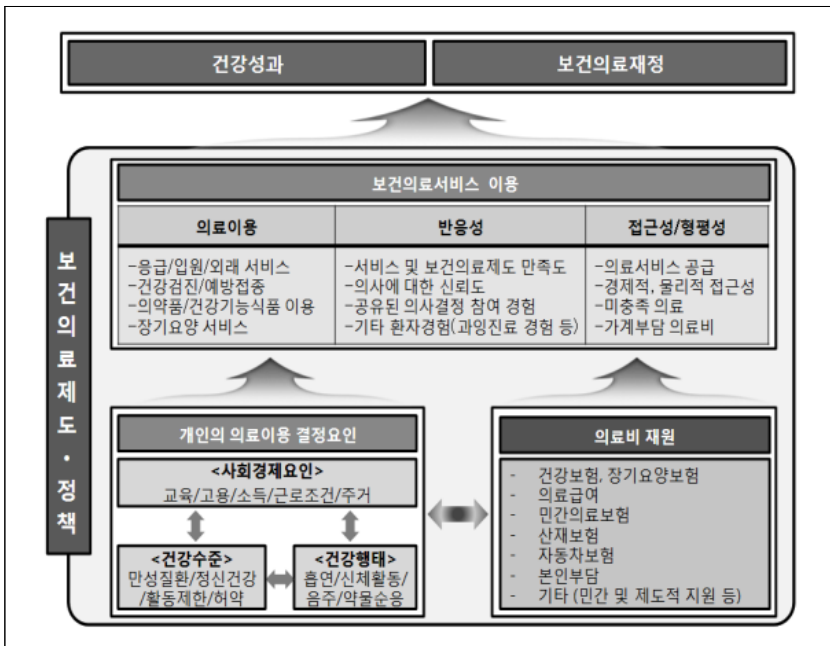 건강성과
보건의료재정
보건의료서비스 이용
의료이용
반응성
접근성/형평성
-응급/입원/외래 서비스
-건강검진/예방접종
-의약품/건강기능식품 이용
-장기요양 서비스
-서비스 및 보건의료제도 만족도
-의사에 대한 신뢰도
-공유된 의사결정 참여 경험
-기타 환자경험(과잉진료 경험 등)
-의료서비스 공급
-경제적, 물리적 접근성
-미충족 의료
-가계부담 의료비
보건의료제도·정책
개인의 의료이용 결정요인
<사회경제요인>
교육/고용/소득/근로조건/주거
<건강수준>
만성질환/정신건강
/활동제한/허약
<건강행태>
흡연/신체활동/
음주/약물순응
의료비 재원
- 건강보험, 장기요양보험
- 의료급여
- 민간의료보험
- 산재보험
- 자동차보험
- 본인부담
- 기타 (민간 및 제도적 지원 등)